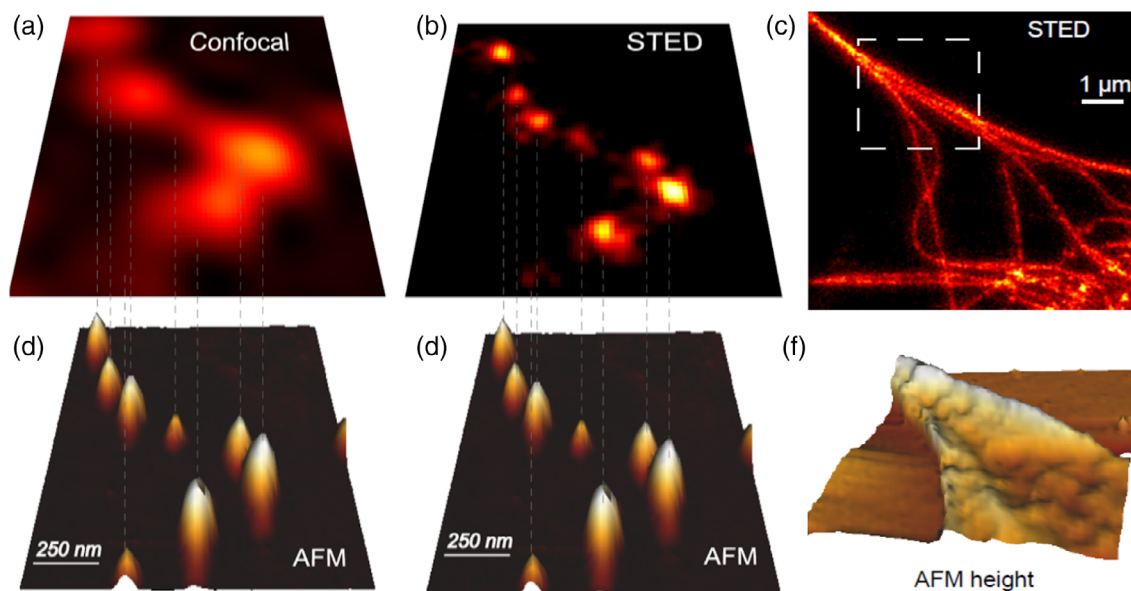 (a)
Confocal
(b)
STED
(c)
STED
1 μm
(d)
250 nm
AFM
(d)
250 nm
AFM
(f)
AFM height